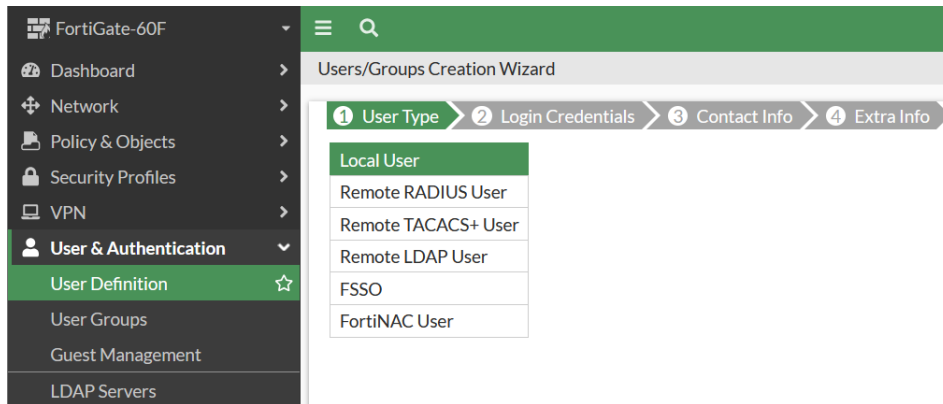 FortiGate-60F
Dashboard
Network
Policy & Objects
Security Profiles
VPN
User & Authentication
User Definition
User Groups
Guest Management
LDAP Servers
Users/Groups Creation Wizard
1 User Type 2 Login Credentials 3 Contact Info 4 Extra Info
Local User
Remote RADIUS User
Remote TACACS+ User
Remote LDAP User
FSSO
FortiNAC User